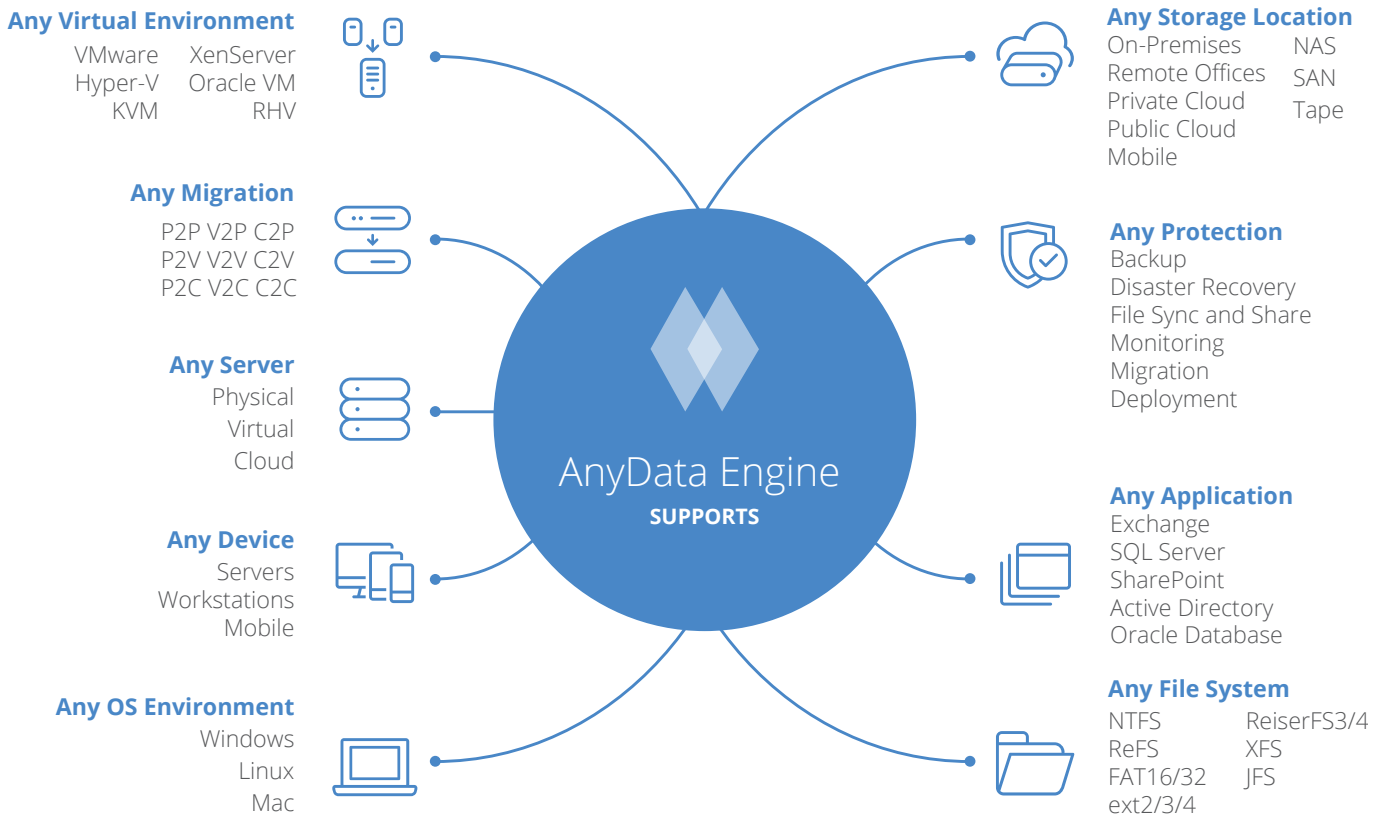 Any Virtual Environment
VMware XenServer
Hyper-V Oracle VM
KVM RHV
Any Migration
P2P V2P C2P
P2V V2V C2V
P2C V2C C2C
Any Server
Physical
Virtual
Cloud
Any Device
Servers
Workstations
Mobile
Any OS Environment
Windows
Linux
Mac
AnyData Engine
SUPPORTS
Any Storage Location
On-Premises NAS
Remote Offices SAN
Private Cloud Tape
Public Cloud
Mobile
Any Protection
Backup
Disaster Recovery
File Sync and Share
Monitoring
Migration
Deployment
Any Application
Exchange
SQL Server
SharePoint
Active Directory
Oracle Database
Any File System
NTFS ReiserFS3/4
ReFS XFS
FAT16/32 JFS
ext2/3/4